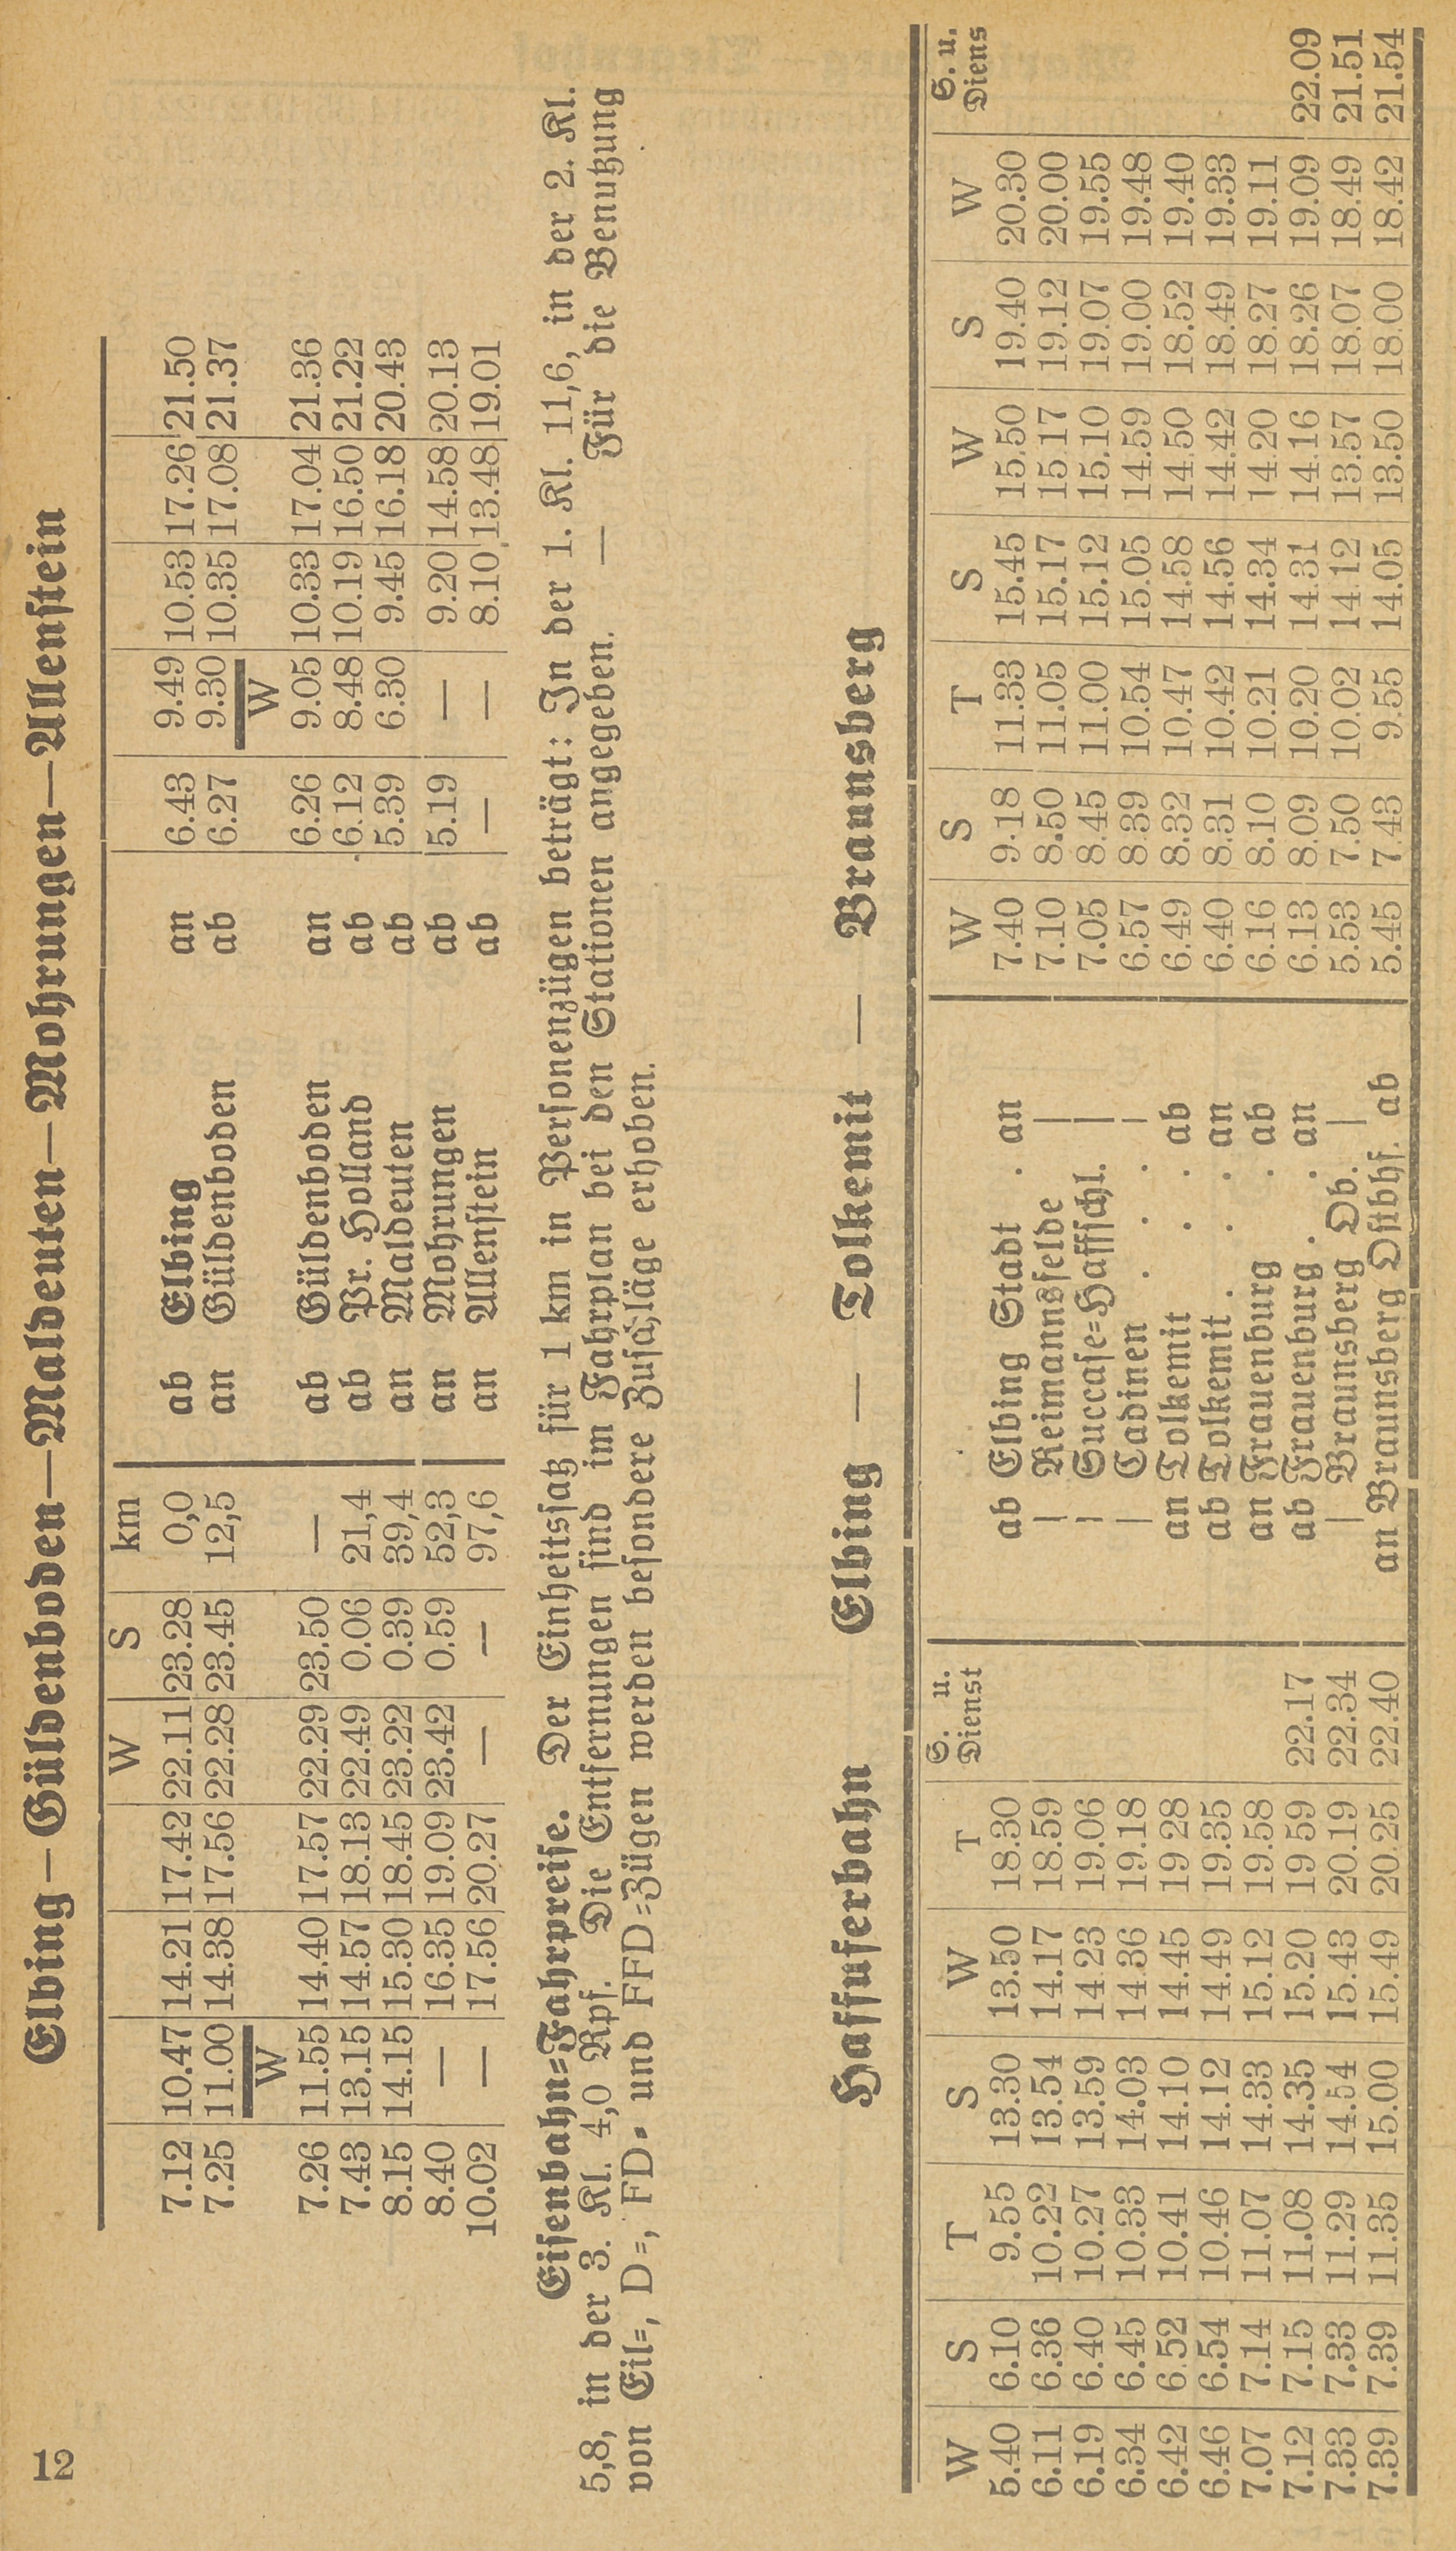 12
Elbing—Güldenboden—Maldeuten—Mohrungen—Allenstein
W S km
7.12 10.47 14.21 17.42 22.11 23.28 0,0 ab Elbing an 6.43 9.49 10.53 17.26 21.50
7.25 11.00 14.38 17.56 22.28 23.45 12,5 an Güldenboden ab 6.27 9.30 10.35 17.08 21.37
W W
7.26 11.55 14.40 17.57 22.29 23.50 — ab Güldenboden an 6.26 9.05 10.33 17.04 21.36
7.43 13.15 14.57 18.13 22.49 0.06 21,4 ab Pr. Holland ab 6.12 8.48 10.19 16.50 21.22
8.15 14.15 15.30 18.45 23.22 0.39 39,4 an Maldeuten ab 5.39 6.30 9.45 16.18 20.43
8.40 — 16.35 19.09 23.42 0.59 52,3 an Mohrungen ab 5.19 — 9.20 14.58 20.13
10.02 — 17.56 20.27 — — 97,6 an Allenstein ab — — 8.10 13.48 19.01
Eisenbahn=Fahrpreise. Der Einheitssatz für 1 km in Personenzügen beträgt: In der 1. Kl. 11,6, in der 2. Kl.
5,8, in der 3. Kl. 4,0 Rpf. Die Entfernungen sind im Fahrplan bei den Stationen angegeben. — Für die Benutzung
von Eil=, D=, FD= und FFD=Zügen werden besondere Zuschläge erhoben.
Haffuferbahn Elbing — Tolkemit — Braunsberg
W S T S W T S. u. Dienst W S T S W S W S. u. Diens
5.40 6.10 9.55 13.30 13.50 18.30 ab Elbing Stadt . an 7.40 9.18 11.33 15.45 15.50 19.40 20.30
6.11 6.36 10.22 13.54 14.17 18.59 | Reimannsfelde | 7.10 8.50 11.05 15.17 15.17 19.12 20.00
6.19 6.40 10.27 13.59 14.23 19.06 | Succase=Haffschl. | 7.05 8.45 11.00 15.12 15.10 19.07 19.55
6.34 6.45 10.33 14.03 14.36 19.18 | Cadinen . . . | 6.57 8.39 10.54 15.05 14.59 19.00 19.48
6.42 6.52 10.41 14.10 14.45 19 28 an Tolkemit . . ab 6.49 8.32 10.47 14.58 14.50 18.52 19.40
6.46 6.54 10.46 14.12 14.49 19.35 ab Tolkemit . . . an 6.40 8.31 10.42 14.56 14.42 18.49 19.33
7.07 7.14 11.07 14.33 15.12 19.58 an Frauenburg . ab 6.16 8.10 10.21 14.34 14.20 18.27 19.11
7.12 7.15 11.08 14.35 15.20 19 59 22.17 ab Frauenburg . . an 6.13 8.09 10.20 14.31 14.16 18.26 19.09 22.09
7.33 7.33 11.29 14.54 15.43 20.19 22.34 | Braunsberg Ob. | 5.53 7.50 10.02 14.12 13.57 18.07 18.49 21.51
7.39 7.39 11.35 15.00 15.49 20.25 22.40 an Braunsberg Ostbhf. ab 5.45 7.43 9.55 14.05 13.50 18.00 18.42 21.54